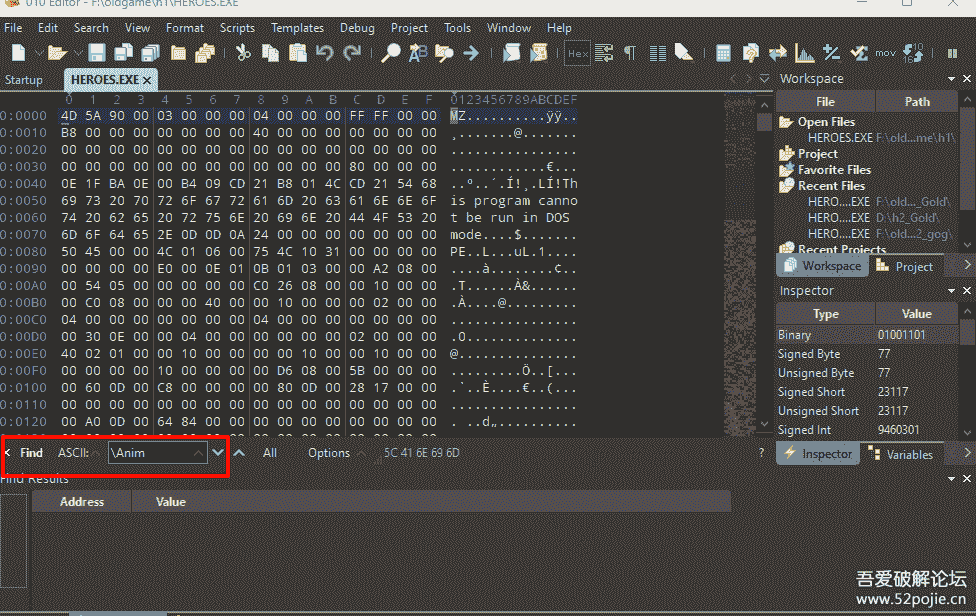 010 Editor - F:\oldgame\h1\HEROES.EXE
File Edit Search View Format Scripts Templates Debug Project Tools Window Help
Hex mov
Startup HEROES.EXE
0 1 2 3 4 5 6 7 8 9 A B C D E F 0123456789ABCDEF
0:0000 4D 5A 90 00 03 00 00 00 04 00 00 00 FF FF 00 00 MZ..........ÿÿ..
0:0010 B8 00 00 00 00 00 00 00 40 00 00 00 00 00 00 00 ¸.......@.......
0:0020 00 00 00 00 00 00 00 00 00 00 00 00 00 00 00 00 ................
0:0030 00 00 00 00 00 00 00 00 00 00 00 00 80 00 00 00 ............€...
0:0040 0E 1F BA 0E 00 B4 09 CD 21 B8 01 4C CD 21 54 68 ..º..´.Í!¸.LÍ!Th
0:0050 69 73 20 70 72 6F 67 72 61 6D 20 63 61 6E 6E 6F is program canno
0:0060 74 20 62 65 20 72 75 6E 20 69 6E 20 44 4F 53 20 t be run in DOS
0:0070 6D 6F 64 65 2E 0D 0D 0A 24 00 00 00 00 00 00 00 mode....$.......
0:0080 50 45 00 00 4C 01 06 00 75 4C 10 31 00 00 00 00 PE..L...uL.1....
0:0090 00 00 00 00 E0 00 0E 01 0B 01 03 00 00 A2 08 00 ....à........¢..
0:00A0 00 54 05 00 00 00 00 00 C0 26 08 00 00 10 00 00 .T......À&......
0:00B0 00 C0 08 00 00 00 40 00 00 10 00 00 00 02 00 00 .À....@.........
0:00C0 04 00 00 00 00 00 00 00 04 00 00 00 00 00 00 00 ................
0:00D0 00 30 0E 00 00 04 00 00 00 00 00 00 02 00 00 00 .0..............
0:00E0 40 02 01 00 00 10 00 00 00 00 10 00 00 10 00 00 @...............
0:00F0 00 00 00 00 10 00 00 00 00 D6 08 00 5B 00 00 00 .........Ö..[...
0:0100 00 60 0D 00 C8 00 00 00 00 80 0D 00 28 17 00 00 .`..È....€..(...
0:0110 00 00 00 00 00 00 00 00 00 00 00 00 00 00 00 00 ................
0:0120 00 A0 0D 00 64 84 00 00 00 00 00 00 00 00 00 00 . ..d„..........
Find ASCII: \Anim All Options 5C 41 6E 69 6D ?
Find Results
Address Value
Workspace
File Path
Open Files
HEROES.EXE F:\old...me\h1\
Project
Favorite Files
Recent Files
HERO....EXE F:\old..._Gold\
HERO....EXE D:\h2_Gold\
HERO....EXE F:\old...2_gog\
Recent Projects
Workspace Project
Inspector
Type Value
Binary 01001101
Signed Byte 77
Unsigned Byte 77
Signed Short 23117
Unsigned Short 23117
Signed Int 9460301
Inspector Variables
吾爱破解论坛
www.52pojie.cn